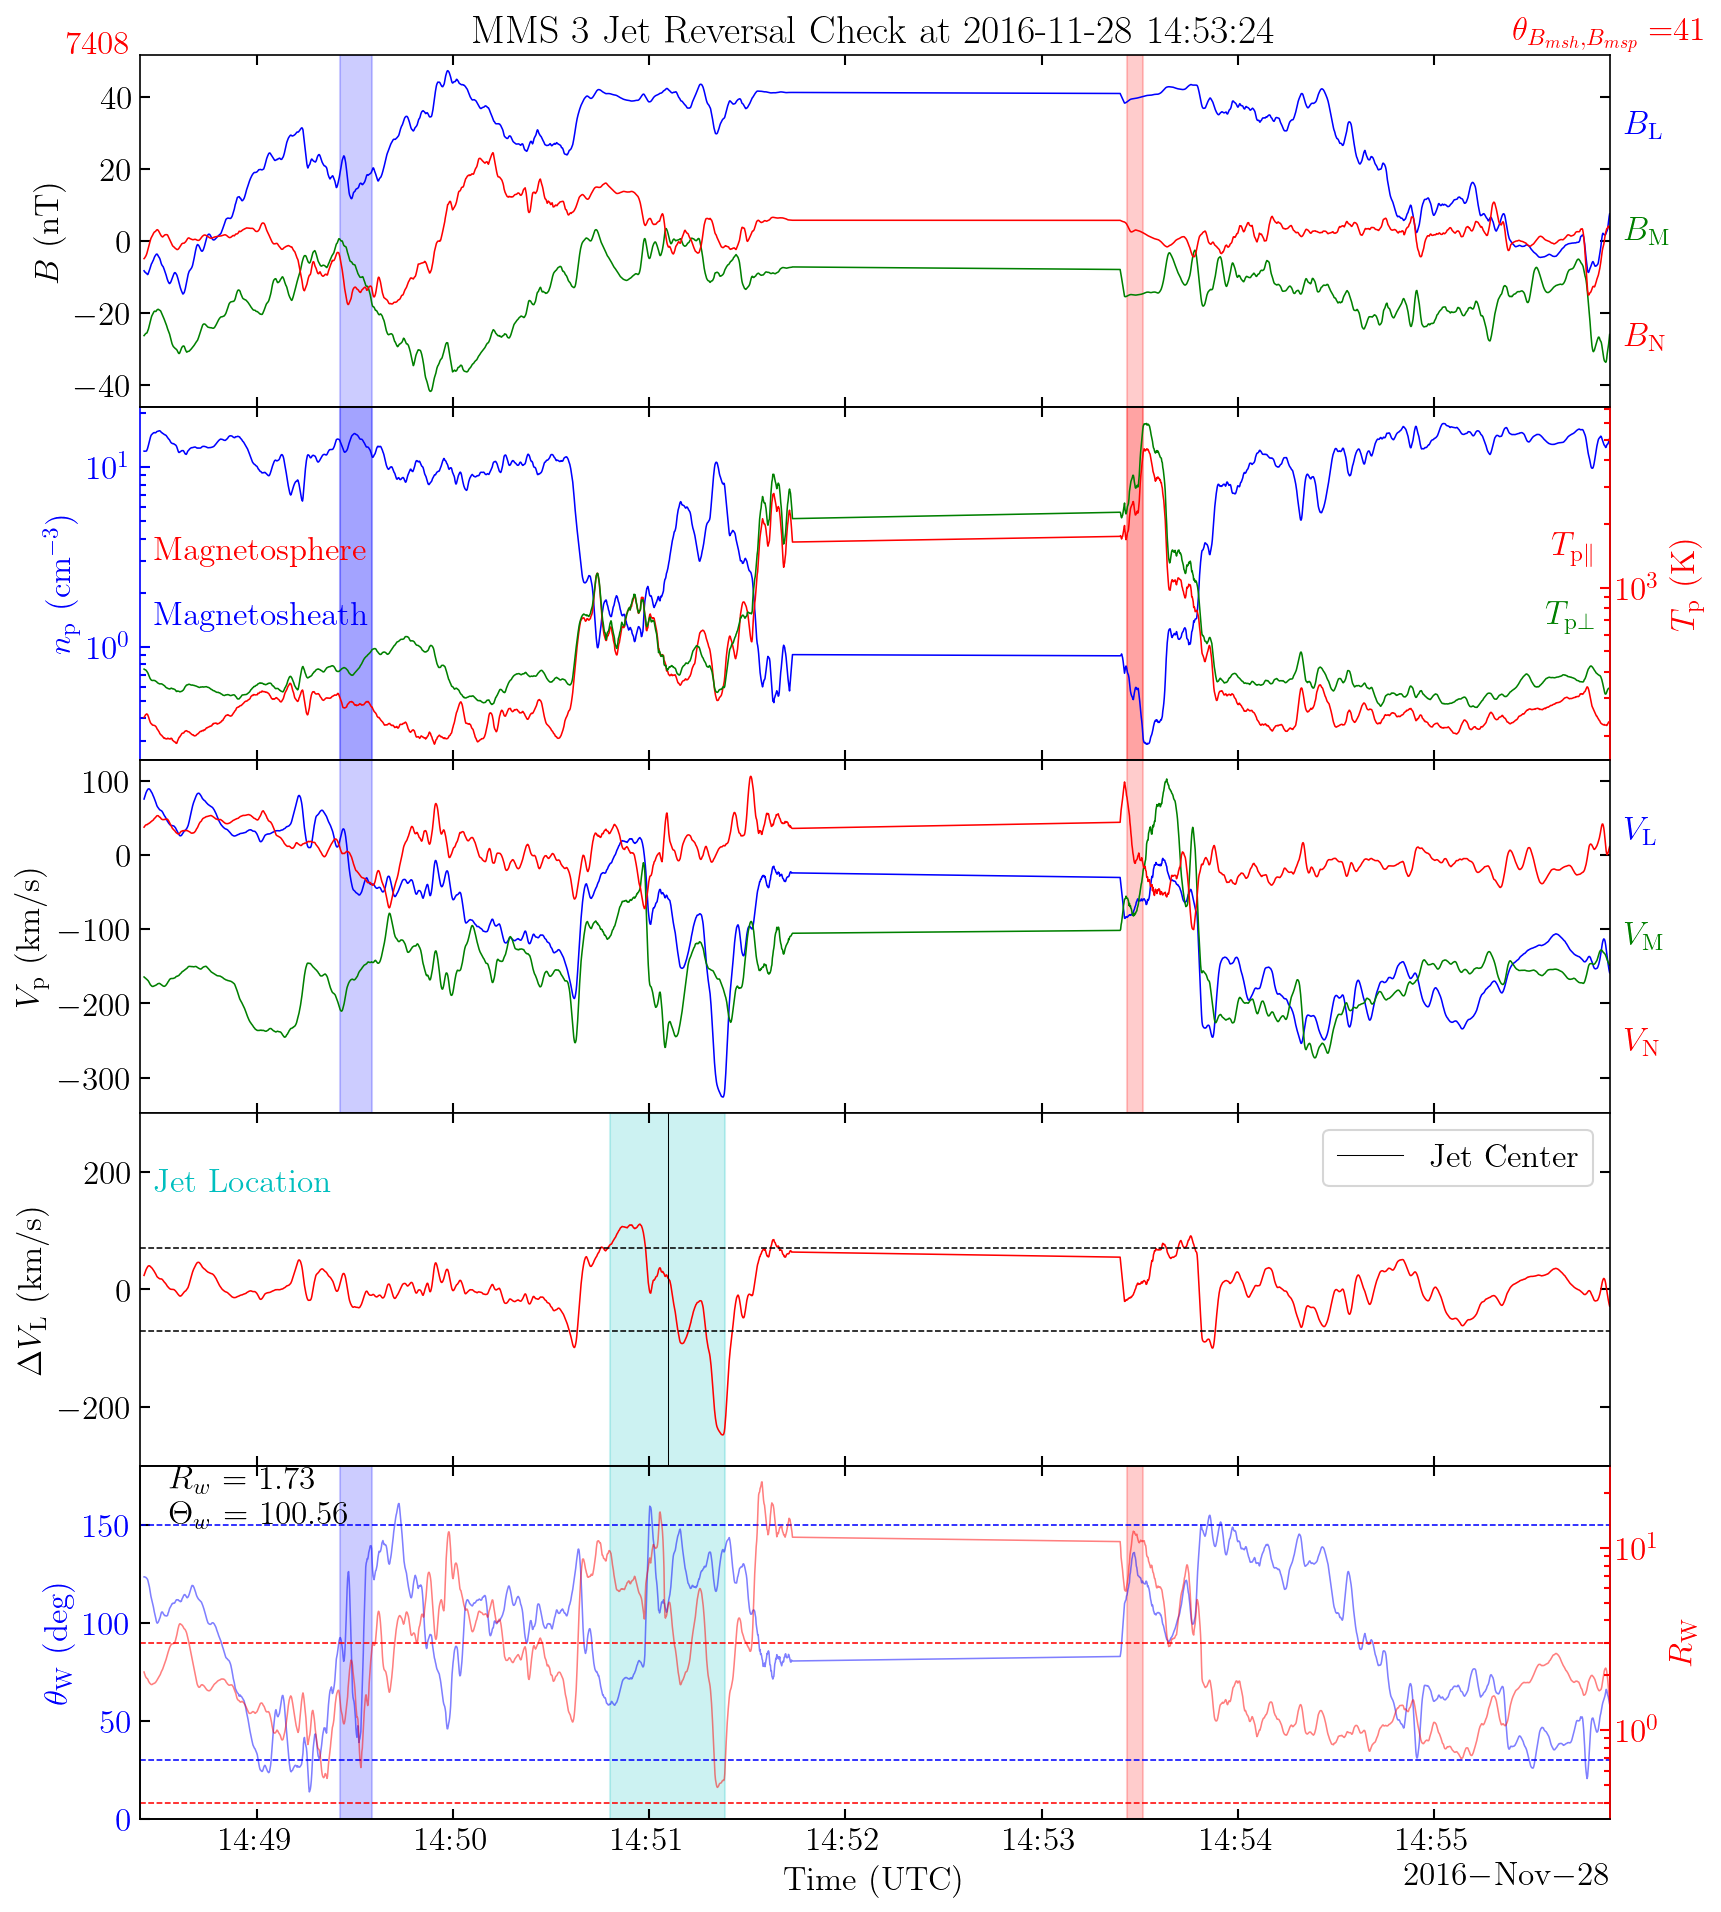 MMS 3 Jet Reversal Check at 2016-11-28 14:53:24
7408
θ_{B_{msh},B_{msp}} =41
40
20
0
−20
−40
B (nT)
B_L
B_M
B_N
10^1
10^0
n_p (cm^{−3})
Magnetosphere
Magnetosheath
T_{p∥}
T_{p⊥}
10^3
T_p (K)
100
0
−100
−200
−300
V_p (km/s)
V_L
V_M
V_N
200
0
−200
ΔV_L (km/s)
Jet Location
Jet Center
R_w = 1.73
Θ_w = 100.56
150
100
50
0
θ_W (deg)
10^1
10^0
R_W
14:49 14:50 14:51 14:52 14:53 14:54 14:55
Time (UTC)
2016−Nov−28